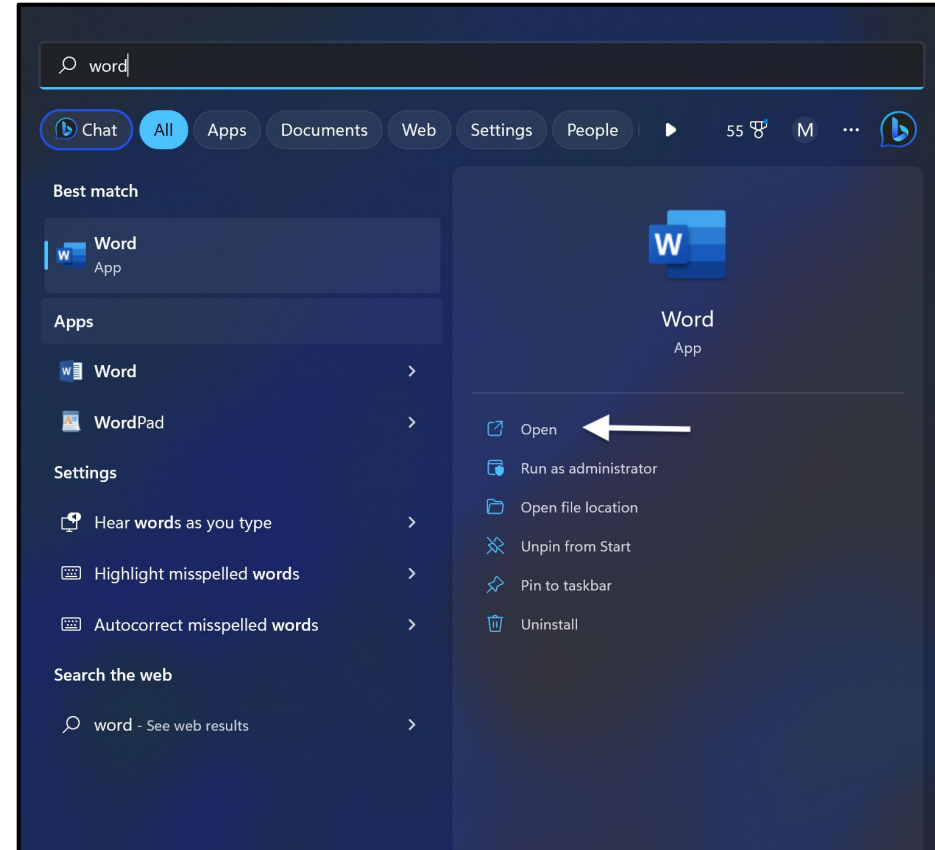 word
Chat All Apps Documents Web Settings People 55 M ...
Best match
Word
App
Apps
Word
WordPad
Settings
Hear words as you type
Highlight misspelled words
Autocorrect misspelled words
Search the web
word - See web results
W
Word
App
Open
Run as administrator
Open file location
Unpin from Start
Pin to taskbar
Uninstall